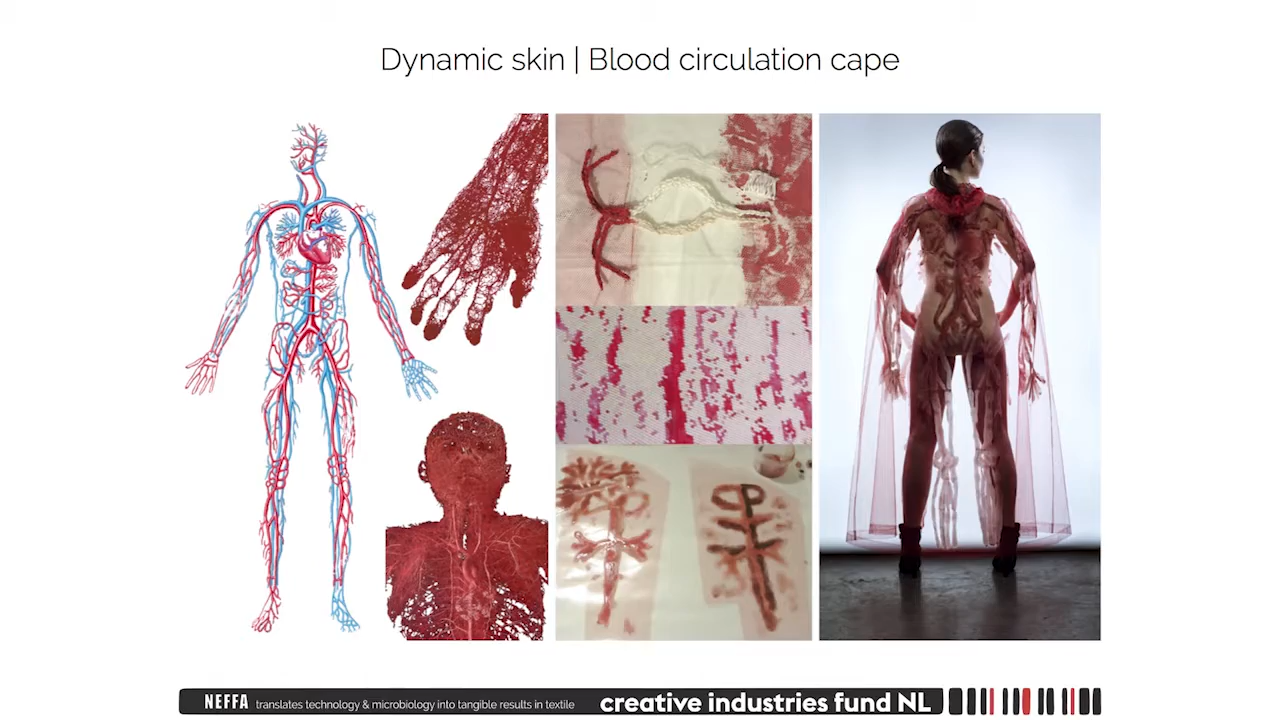 Dynamic skin | Blood circulation cape
NEFFA translates technology & microbiology into tangible results in textile creative industries fund NL